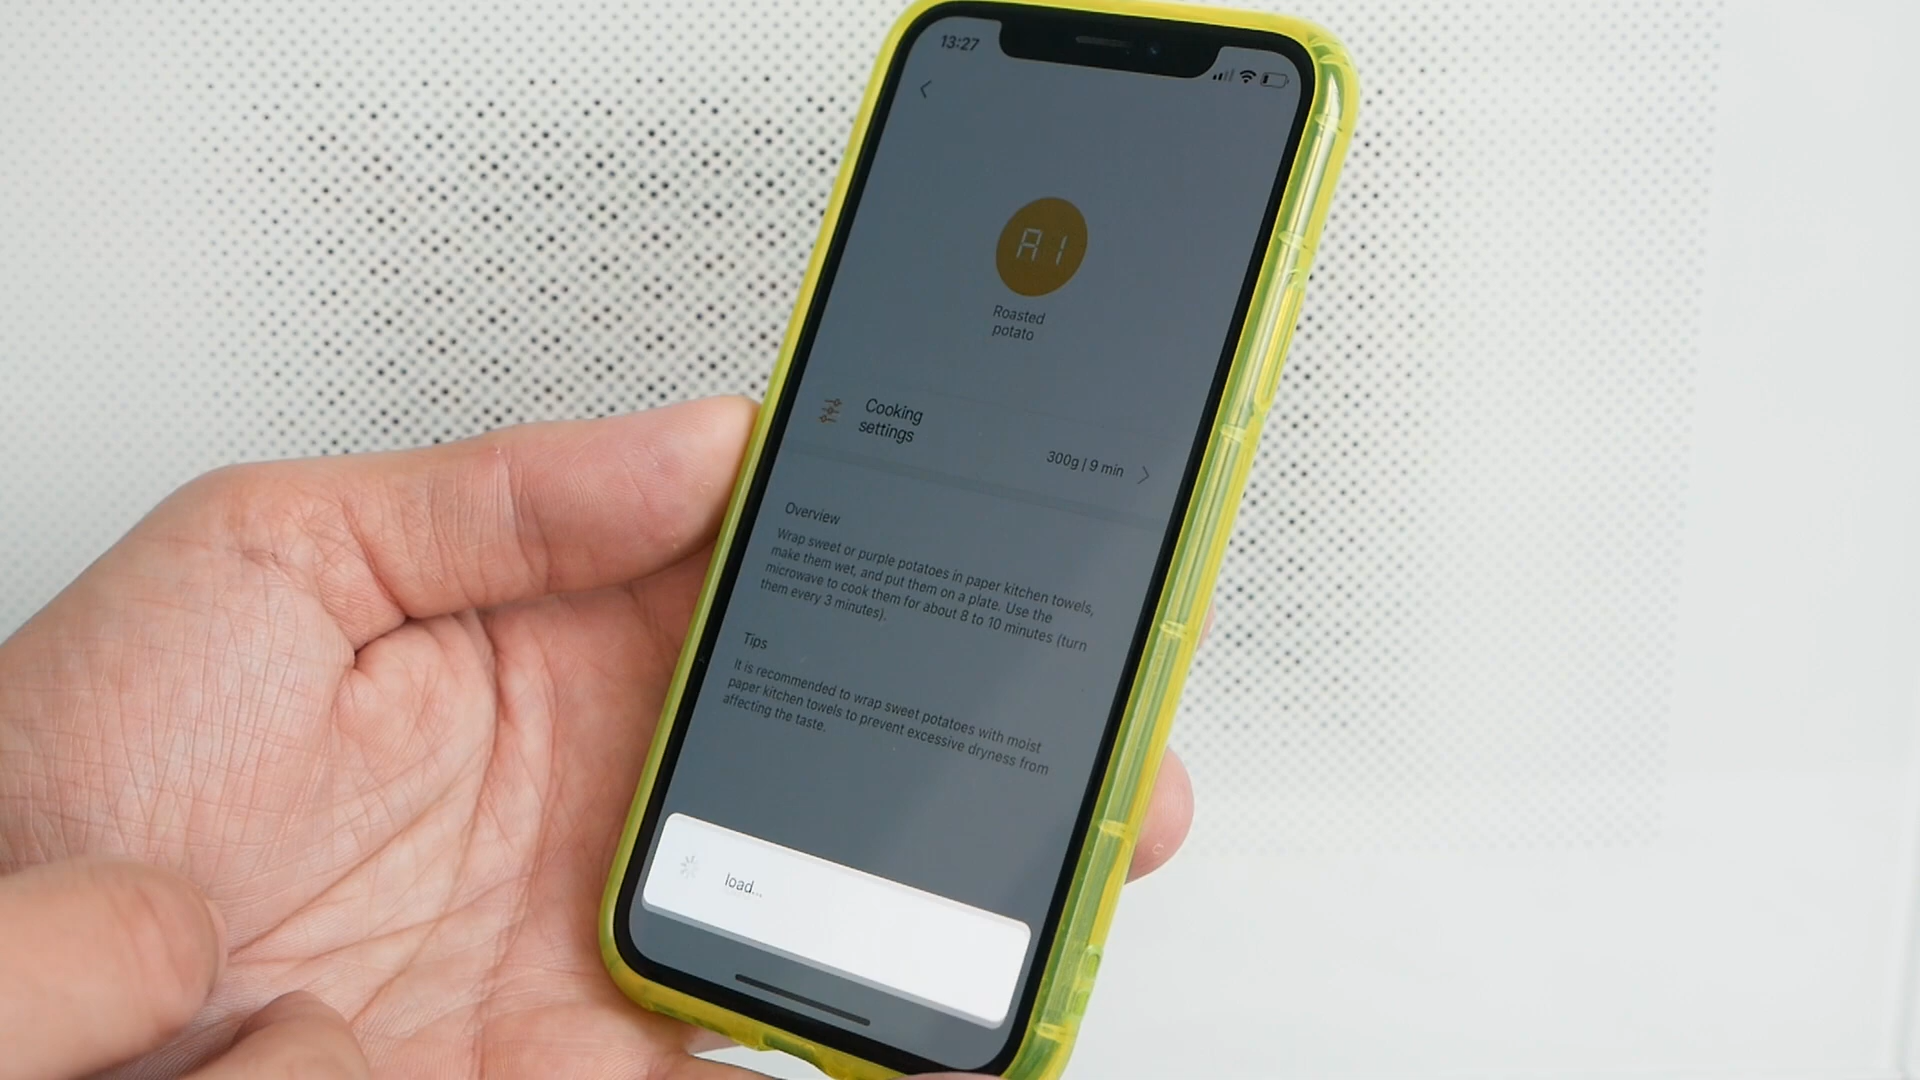 13:27
A1
Roasted
potato
Cooking
settings
300g | 9 min
Overview
Wrap sweet or purple potatoes in paper kitchen towels,
make them wet, and put them on a plate. Use the
microwave to cook them for about 8 to 10 minutes (turn
them every 3 minutes).
Tips
It is recommended to wrap sweet potatoes with moist
paper kitchen towels to prevent excessive dryness from
affecting the taste.
load...